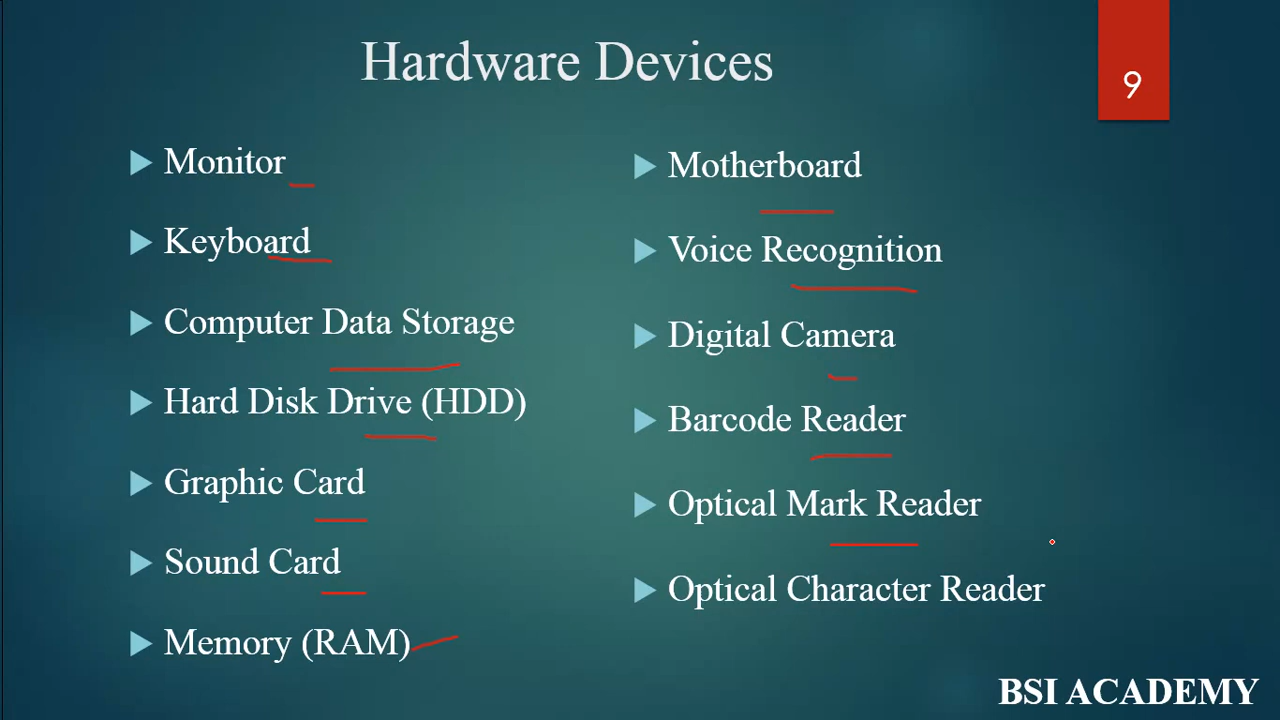 Hardware Devices
9
Monitor
Keyboard
Computer Data Storage
Hard Disk Drive (HDD)
Graphic Card
Sound Card
Memory (RAM)
Motherboard
Voice Recognition
Digital Camera
Barcode Reader
Optical Mark Reader
Optical Character Reader
BSI ACADEMY